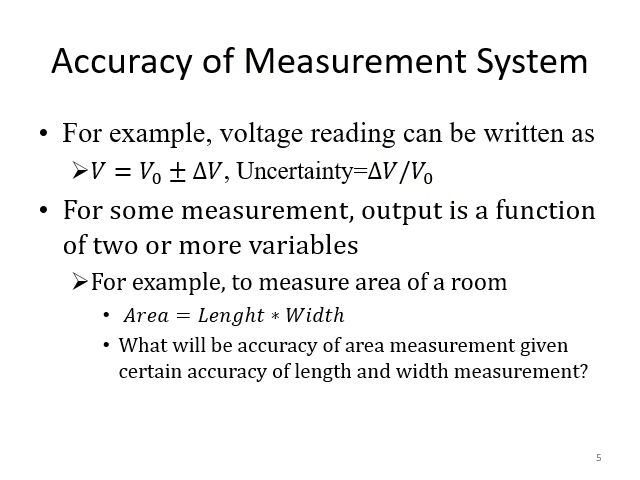 Accuracy of Measurement System
• For example, voltage reading can be written as
➢V = V₀ ± ΔV, Uncertainty=ΔV/V₀
• For some measurement, output is a function
of two or more variables
➢For example, to measure area of a room
• Area = Lenght ∗ Width
• What will be accuracy of area measurement given
certain accuracy of length and width measurement?
5